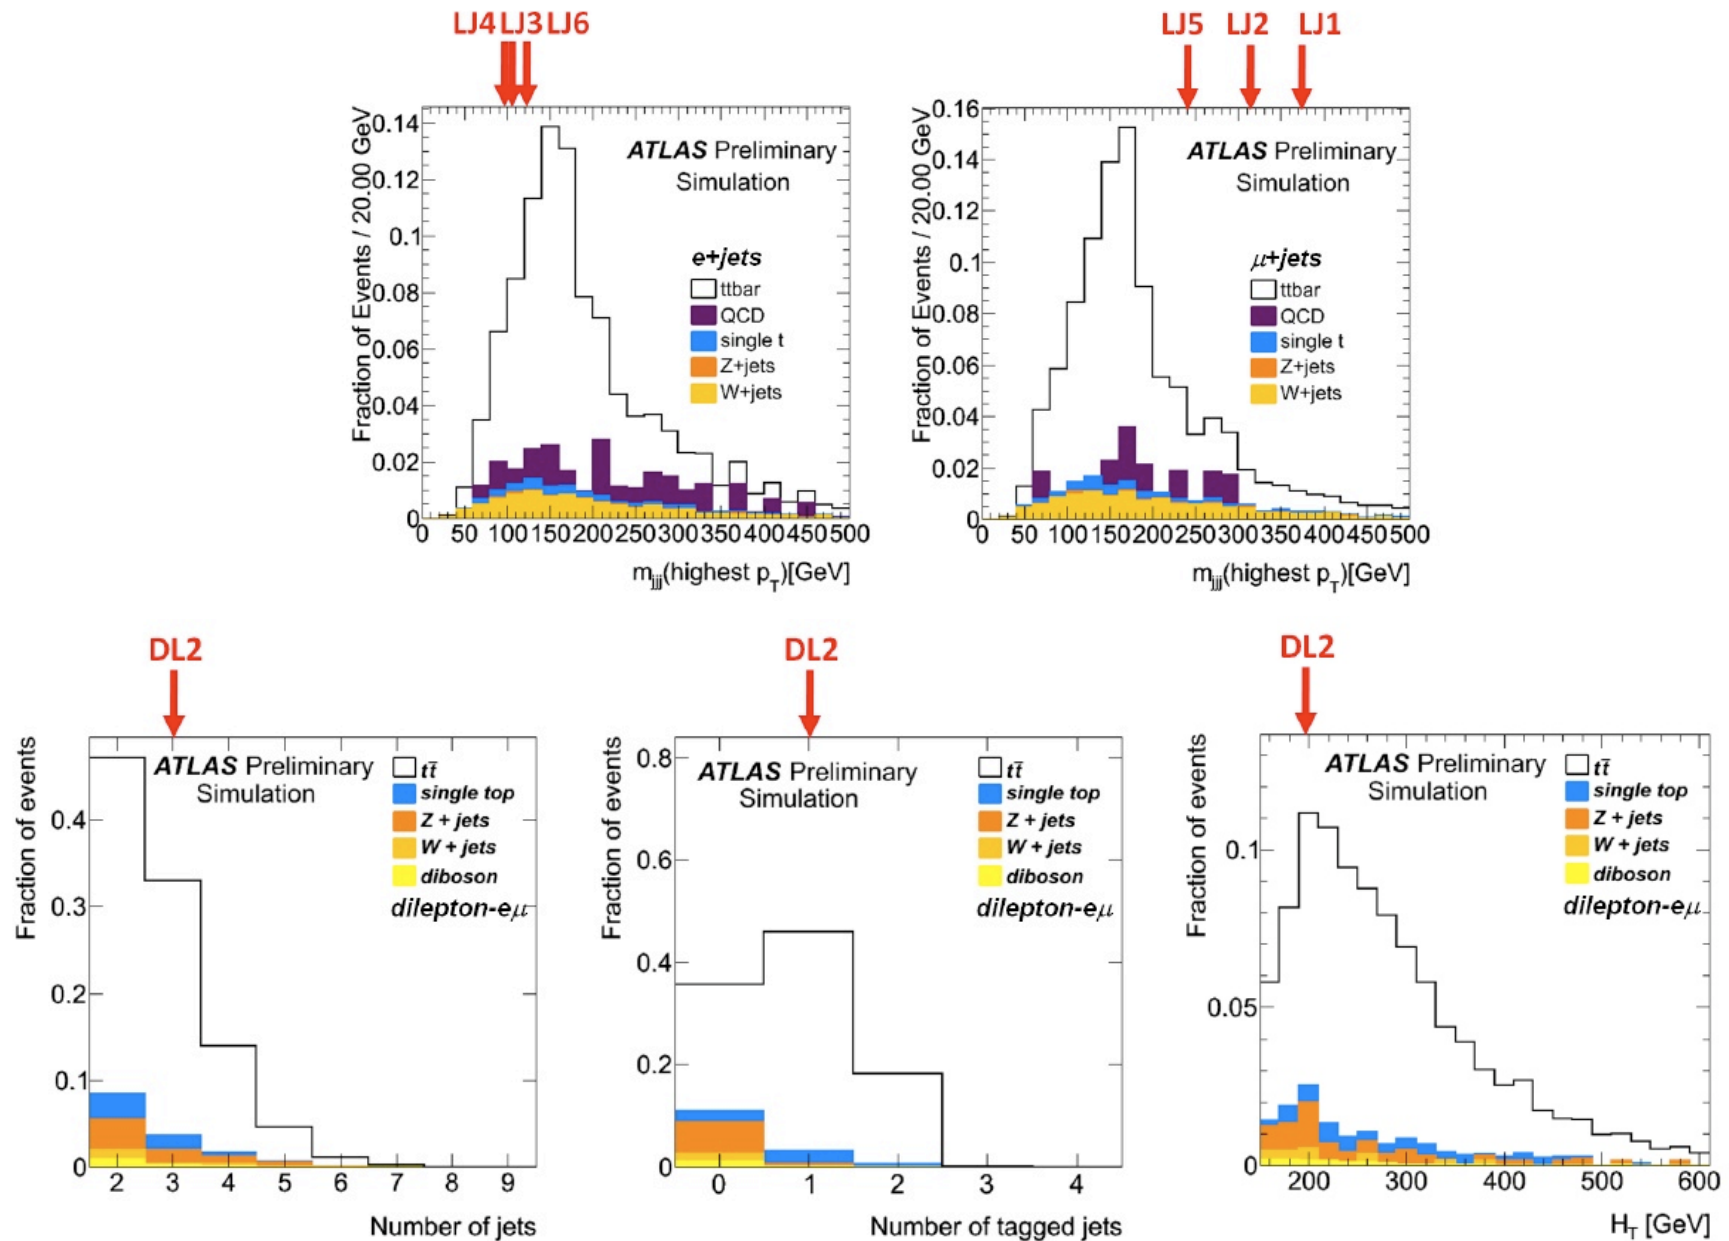 LJ4 LJ3 LJ6
LJ5 LJ2 LJ1
Fraction of Events / 20.00 GeV
0.14
0.12
0.1
0.08
0.06
0.04
0.02
0
ATLAS Preliminary
Simulation
e+jets
ttbar
QCD
single t
Z+jets
W+jets
0 50 100 150 200 250 300 350 400 450 500
m_jjj(highest p_T)[GeV]
Fraction of Events / 20.00 GeV
0.16
0.14
0.12
0.1
0.08
0.06
0.04
0.02
0
ATLAS Preliminary
Simulation
μ+jets
ttbar
QCD
single t
Z+jets
W+jets
0 50 100 150 200 250 300 350 400 450 500
m_jjj(highest p_T)[GeV]
DL2
Fraction of events
0.4
0.3
0.2
0.1
0
ATLAS Preliminary
Simulation
tt̄
single top
Z + jets
W + jets
diboson
dilepton-eμ
2 3 4 5 6 7 8 9
Number of jets
DL2
Fraction of events
0.8
0.6
0.4
0.2
0
ATLAS Preliminary
Simulation
tt̄
single top
Z + jets
W + jets
diboson
dilepton-eμ
0 1 2 3 4
Number of tagged jets
DL2
Fraction of events
0.1
0.05
0
ATLAS Preliminary
Simulation
tt̄
single top
Z + jets
W + jets
diboson
dilepton-eμ
200 300 400 500 600
H_T [GeV]